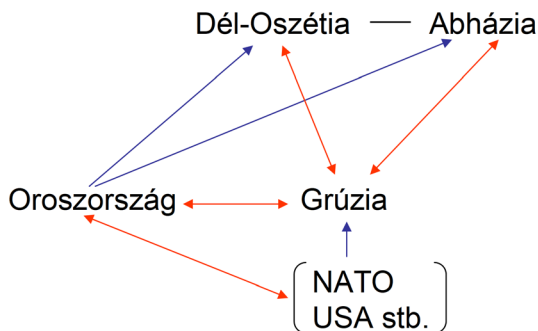 Dél-Oszétia — Abházia
Oroszország Grúzia
NATO
USA stb.